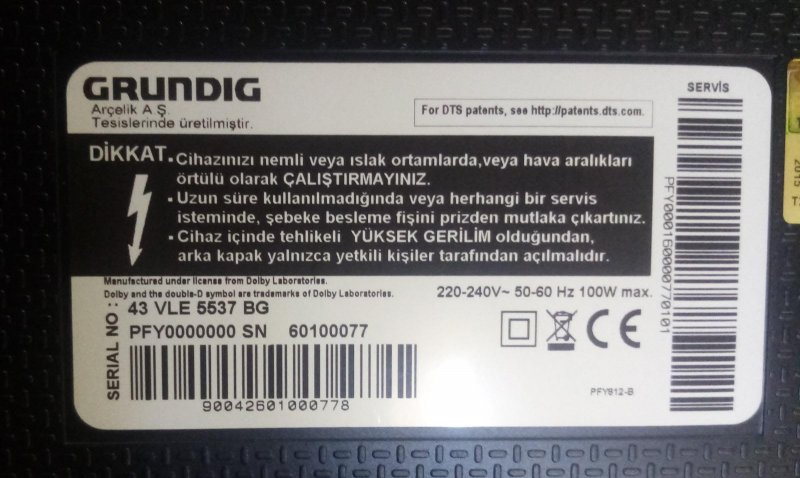 GRUNDIG
Arçelik A.Ş.
Tesislerinde üretilmiştir.
For DTS patents, see http://patents.dts.com.
SERVİS
DİKKAT
• Cihazınızı nemli veya ıslak ortamlarda,veya hava aralıkları
örtülü olarak ÇALIŞTIRMAYINIZ.
• Uzun süre kullanılmadığında veya herhangi bir servis
isteminde, şebeke besleme fişini prizden mutlaka çıkartınız.
• Cihaz içinde tehlikeli YÜKSEK GERİLİM olduğundan,
arka kapak yalnızca yetkili kişiler tarafından açılmalıdır.
Manufactured under license from Dolby Laboratories.
Dolby and the double-D symbol are trademarks of Dolby Laboratories.
220-240V~ 50-60 Hz 100W max.
SERIAL NO :
43 VLE 5537 BG
PFY0000000 SN 60100077
90042601000778
CE
PFY812-B
PFY000160000770101
2015